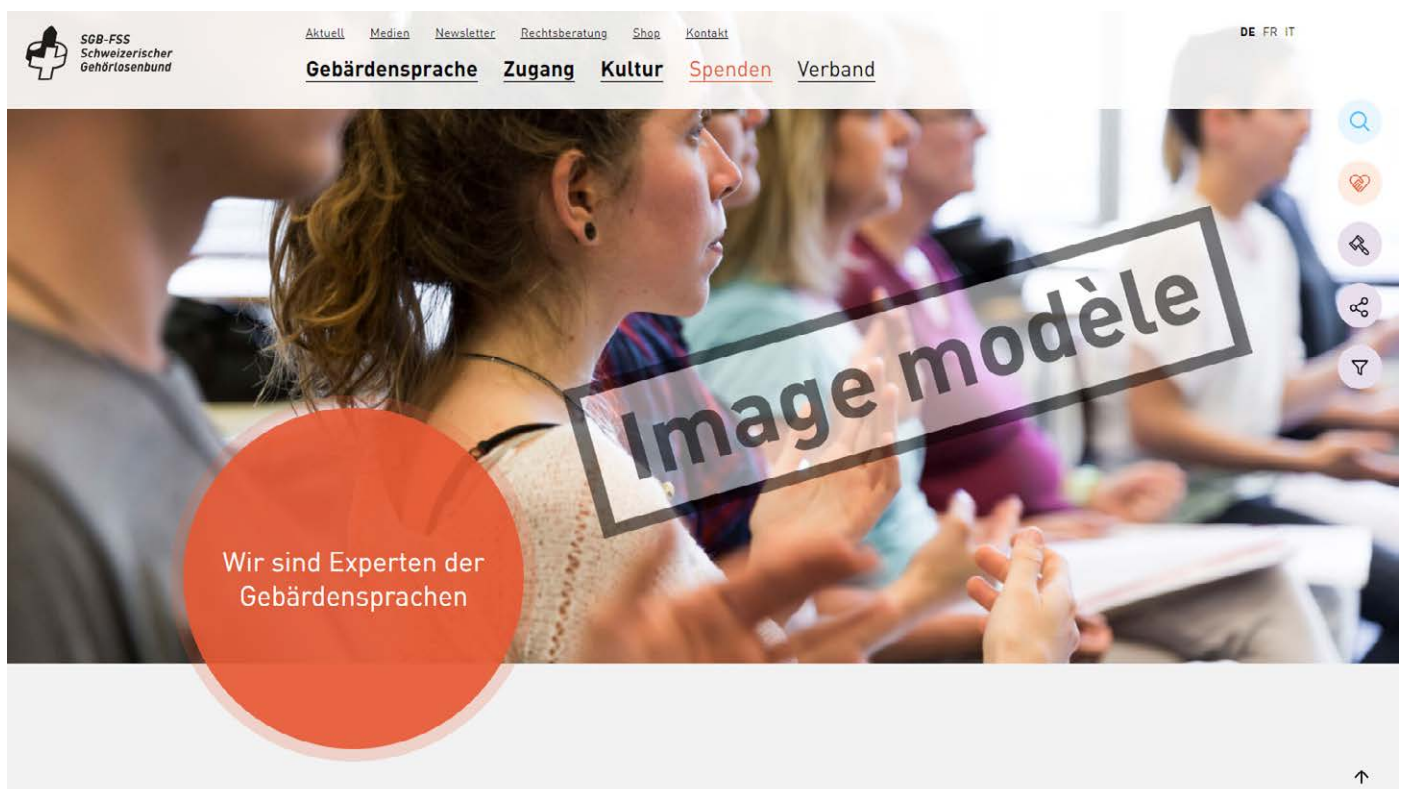 SGB-FSS
Schweizerischer
Gehörlosenbund
Aktuell Medien Newsletter Rechtsberatung Shop Kontakt
DE FR IT
Gebärdensprache Zugang Kultur Spenden Verband
Image modèle
Wir sind Experten der
Gebärdensprachen